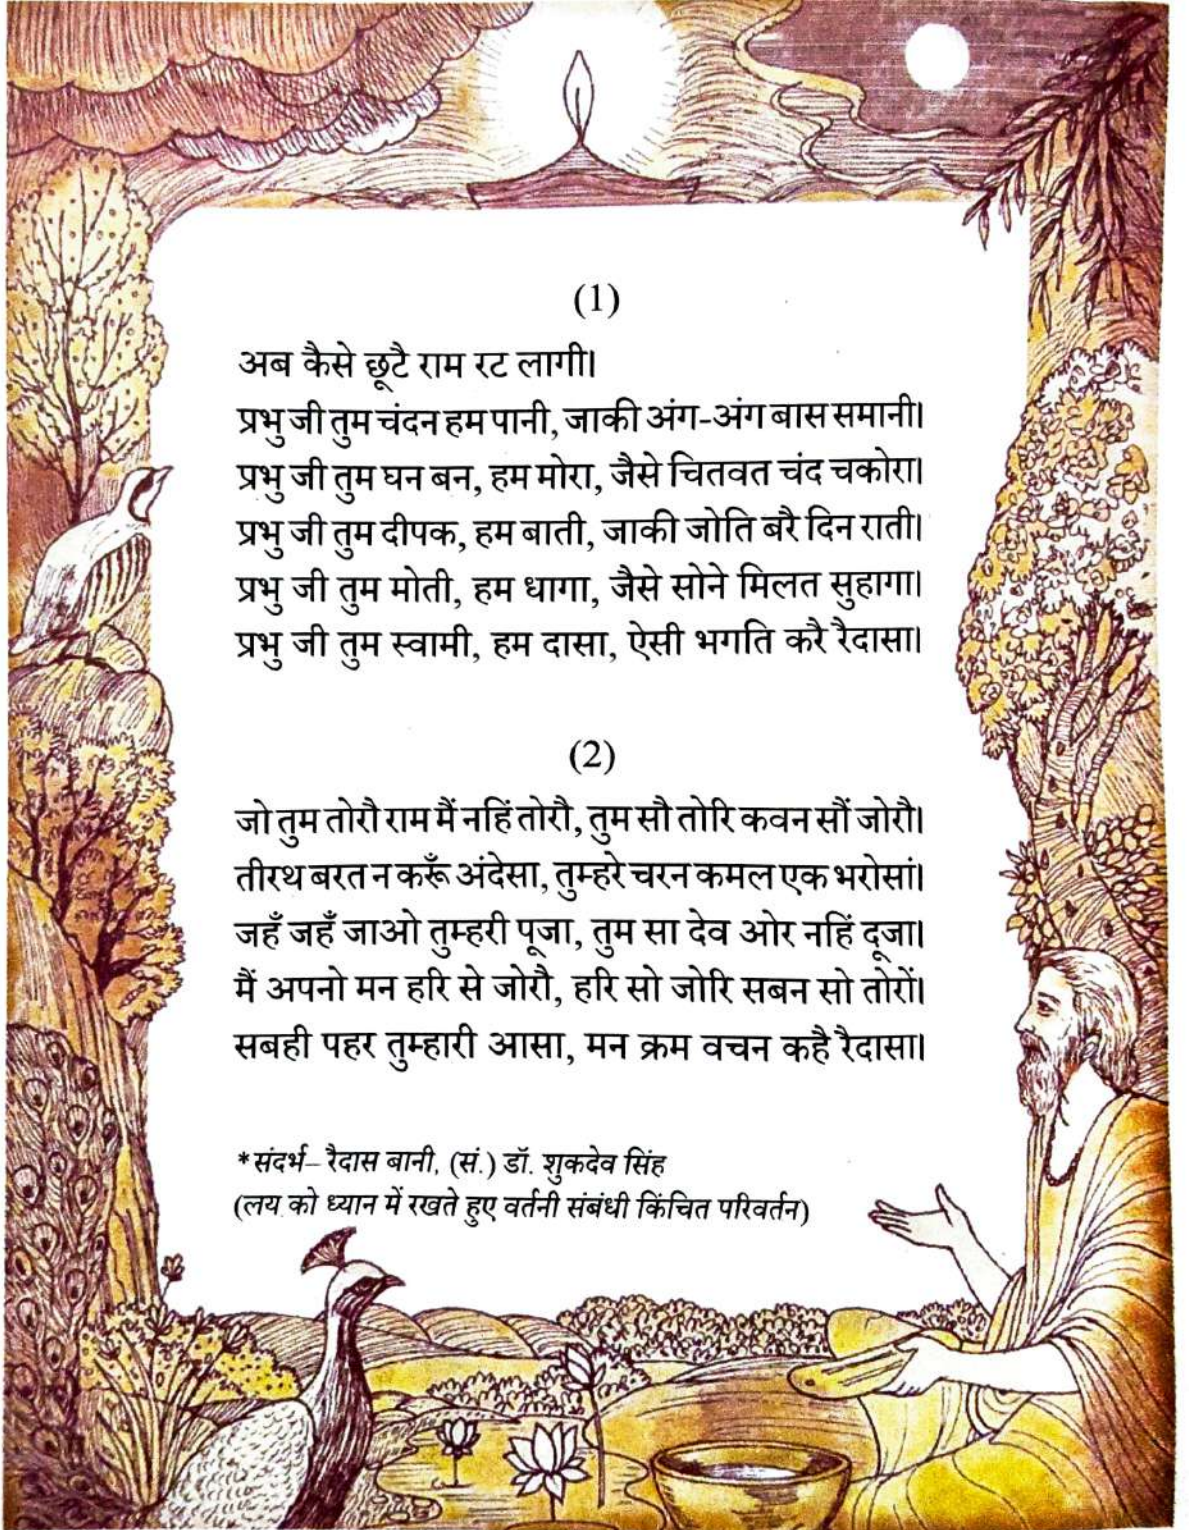 (1)
अब कैसे छूटै राम रट लागी।
प्रभु जी तुम चंदन हम पानी, जाकी अंग-अंग बास समानी।
प्रभु जी तुम घन बन, हम मोरा, जैसे चितवत चंद चकोरा।
प्रभु जी तुम दीपक, हम बाती, जाकी जोति बरै दिन राती।
प्रभु जी तुम मोती, हम धागा, जैसे सोने मिलत सुहागा।
प्रभु जी तुम स्वामी, हम दासा, ऐसी भगति करै रैदासा।
(2)
जो तुम तोरौ राम मैं नहिं तोरौ, तुम सौ तोरि कवन सौं जोरौ।
तीरथ बरत न करूँ अंदेसा, तुम्हरे चरन कमल एक भरोसां।
जहँ जहँ जाओ तुम्हरी पूजा, तुम सा देव ओर नहिं दूजा।
मैं अपनो मन हरि से जोरौ, हरि सो जोरि सबन सो तोरों।
सबही पहर तुम्हारी आसा, मन क्रम वचन कहै रैदासा।
*संदर्भ– रैदास बानी, (सं.) डॉ. शुकदेव सिंह
(लय को ध्यान में रखते हुए वर्तनी संबंधी किंचित परिवर्तन)